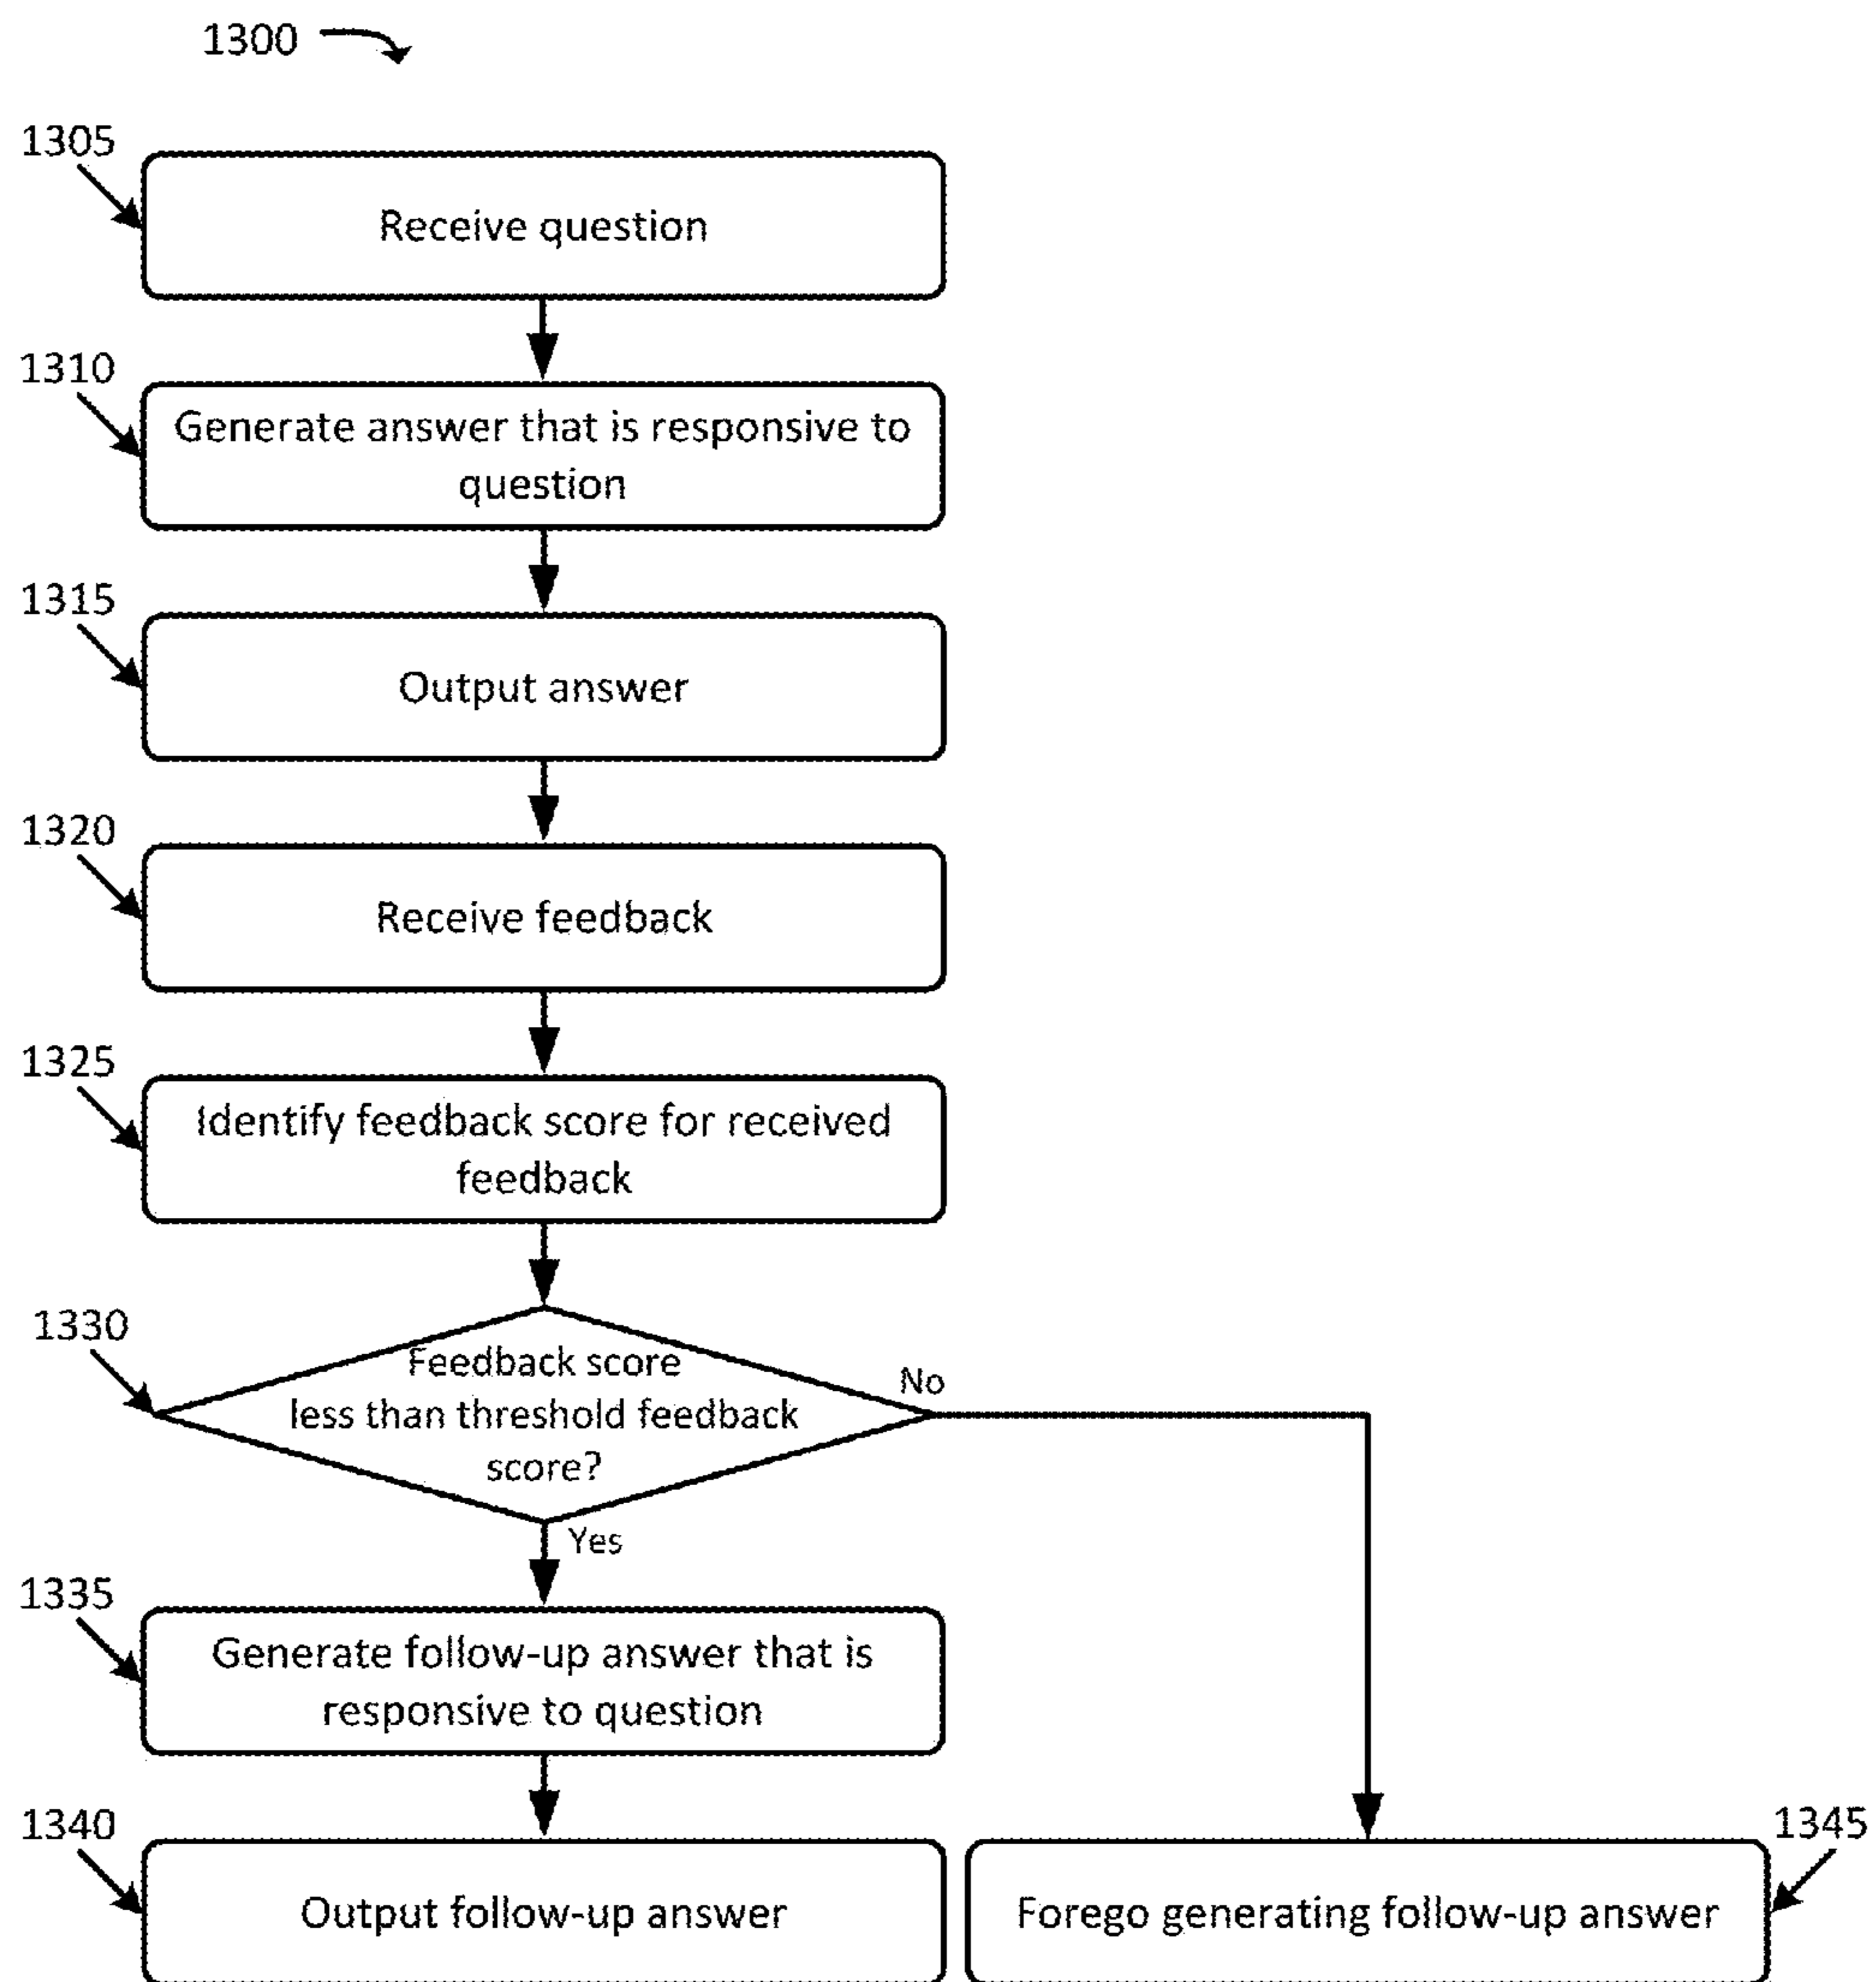 1300
1305
Receive question
1310
Generate answer that is responsive to
question
1315
Output answer
1320
Receive feedback
1325
Identify feedback score for received
feedback
1330
Feedback score
less than threshold feedback
score?
No
Yes
1335
Generate follow-up answer that is
responsive to question
1340
Output follow-up answer
1345
Forego generating follow-up answer